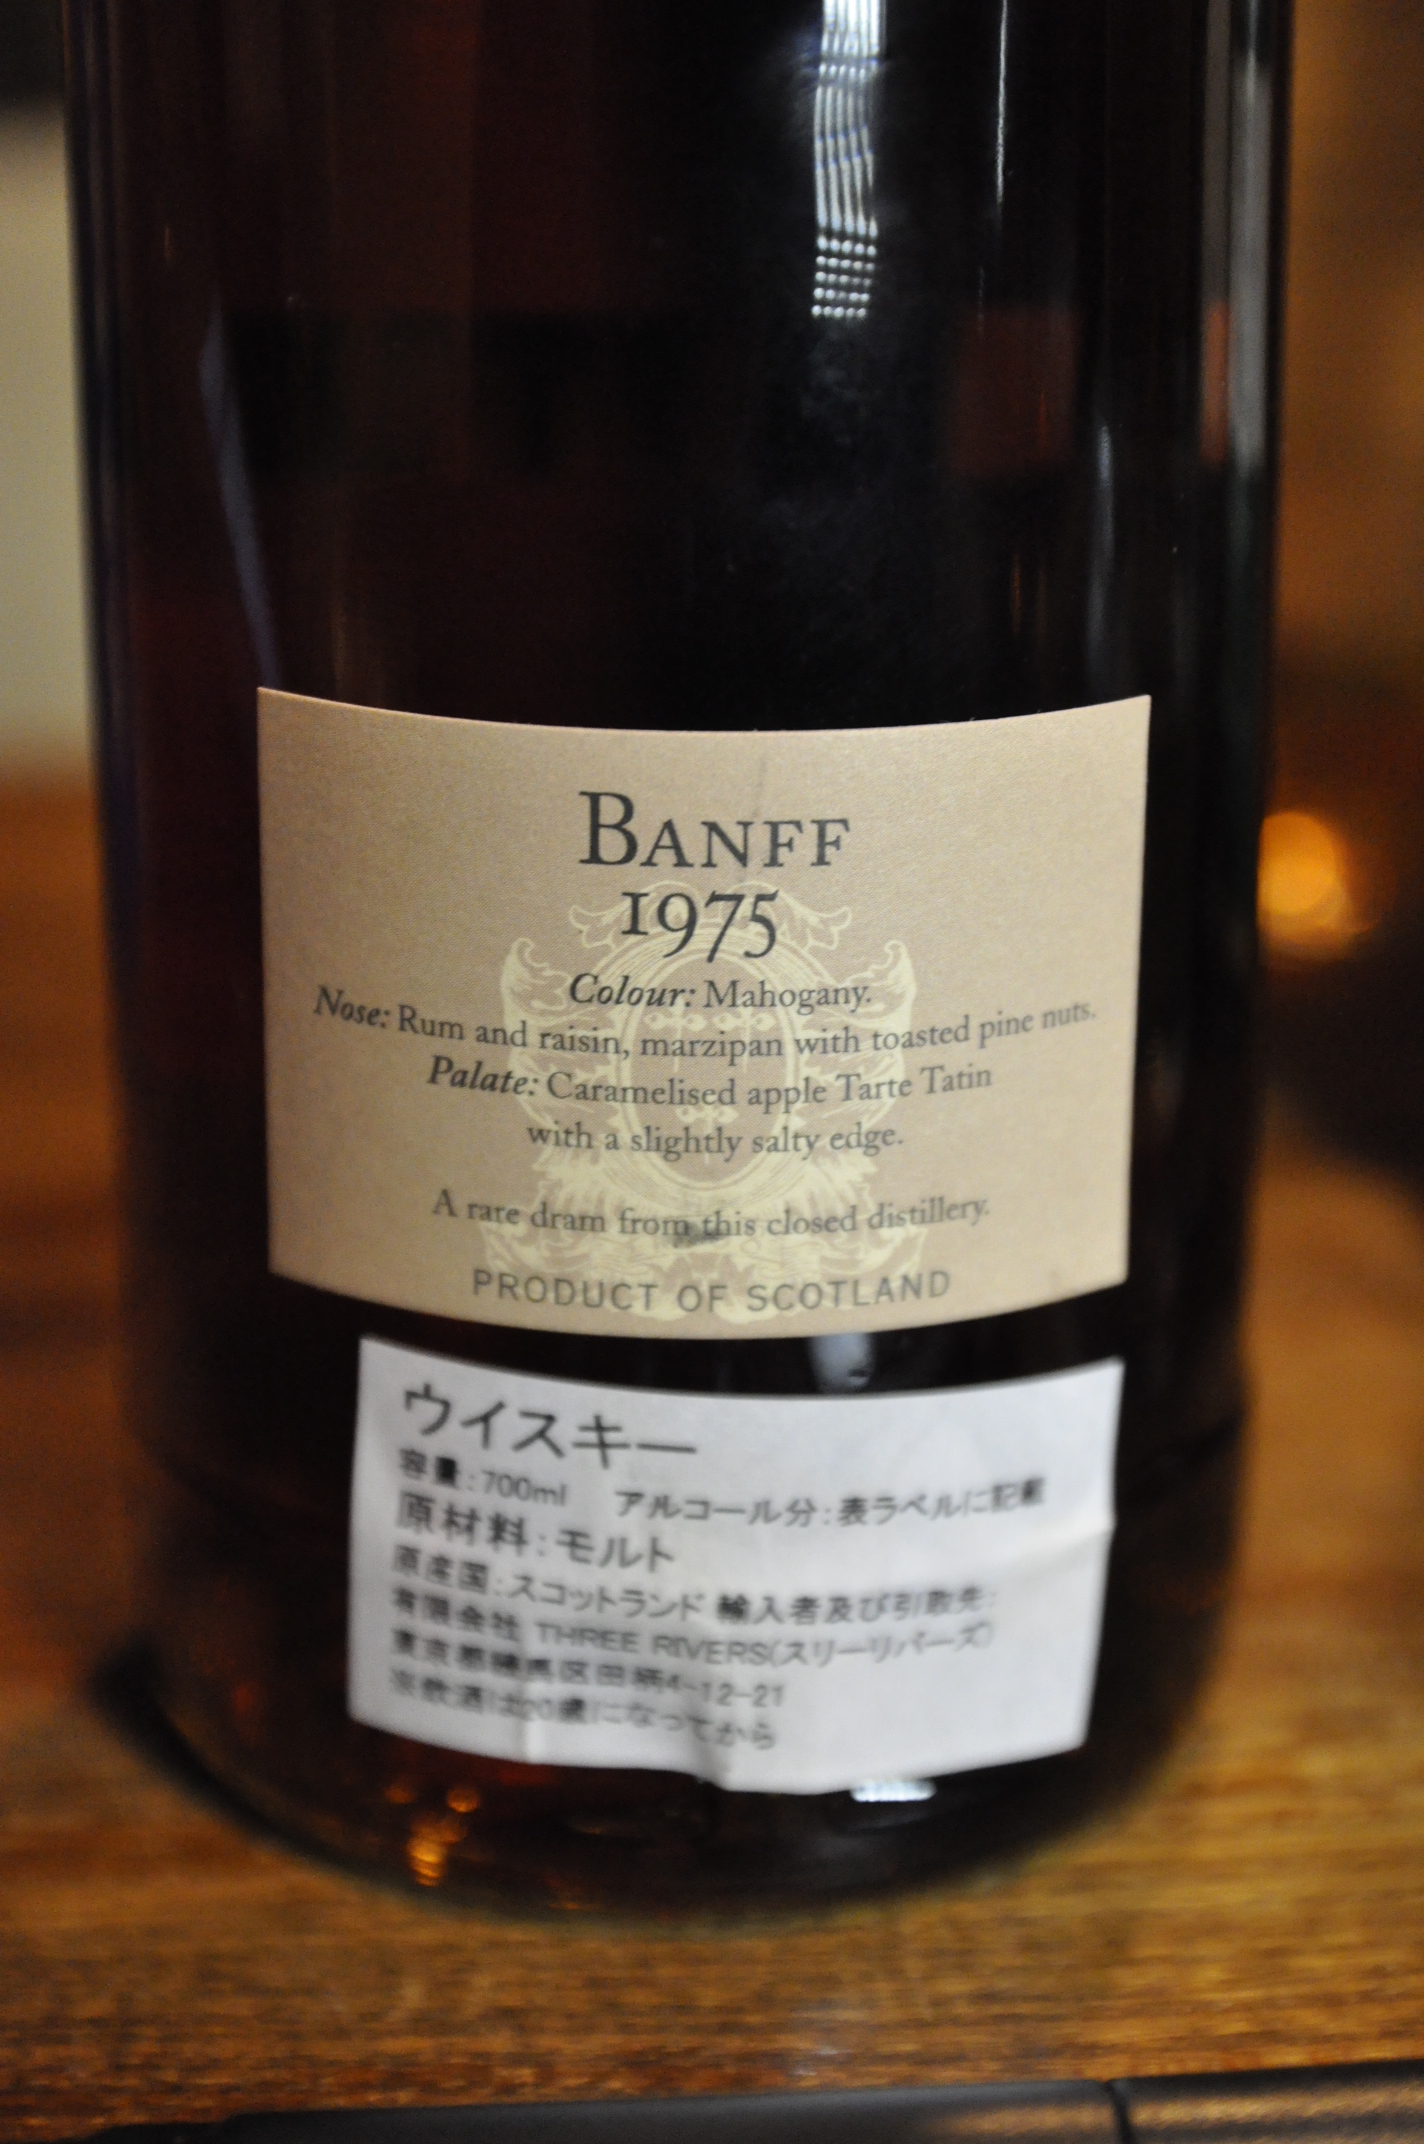 BANFF
1975
Colour: Mahogany.
Nose: Rum and raisin, marzipan with toasted pine nuts.
Palate: Caramelised apple Tarte Tatin
with a slightly salty edge.
A rare dram from this closed distillery.
PRODUCT OF SCOTLAND
ウイスキー
容量:700ml アルコール分:表ラベルに記載
原材料:モルト
原産国:スコットランド 輸入者及び引取先:
有限会社 THREE RIVERS(スリーリバーズ)
東京都練馬区田柄4-12-21
※飲酒は20歳になってから